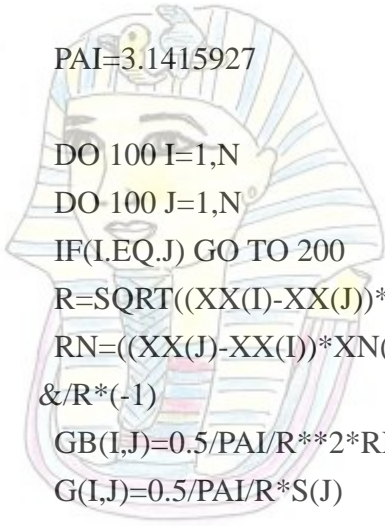 PAI=3.1415927
DO 100 I=1,N
DO 100 J=1,N
IF(I.EQ.J) GO TO 200
R=SQRT((XX(I)-XX(J))*
RN=((XX(J)-XX(I))*XN(
&/R*(-1)
GB(I,J)=0.5/PAI/R**2*R
G(I,J)=0.5/PAI/R*S(J)